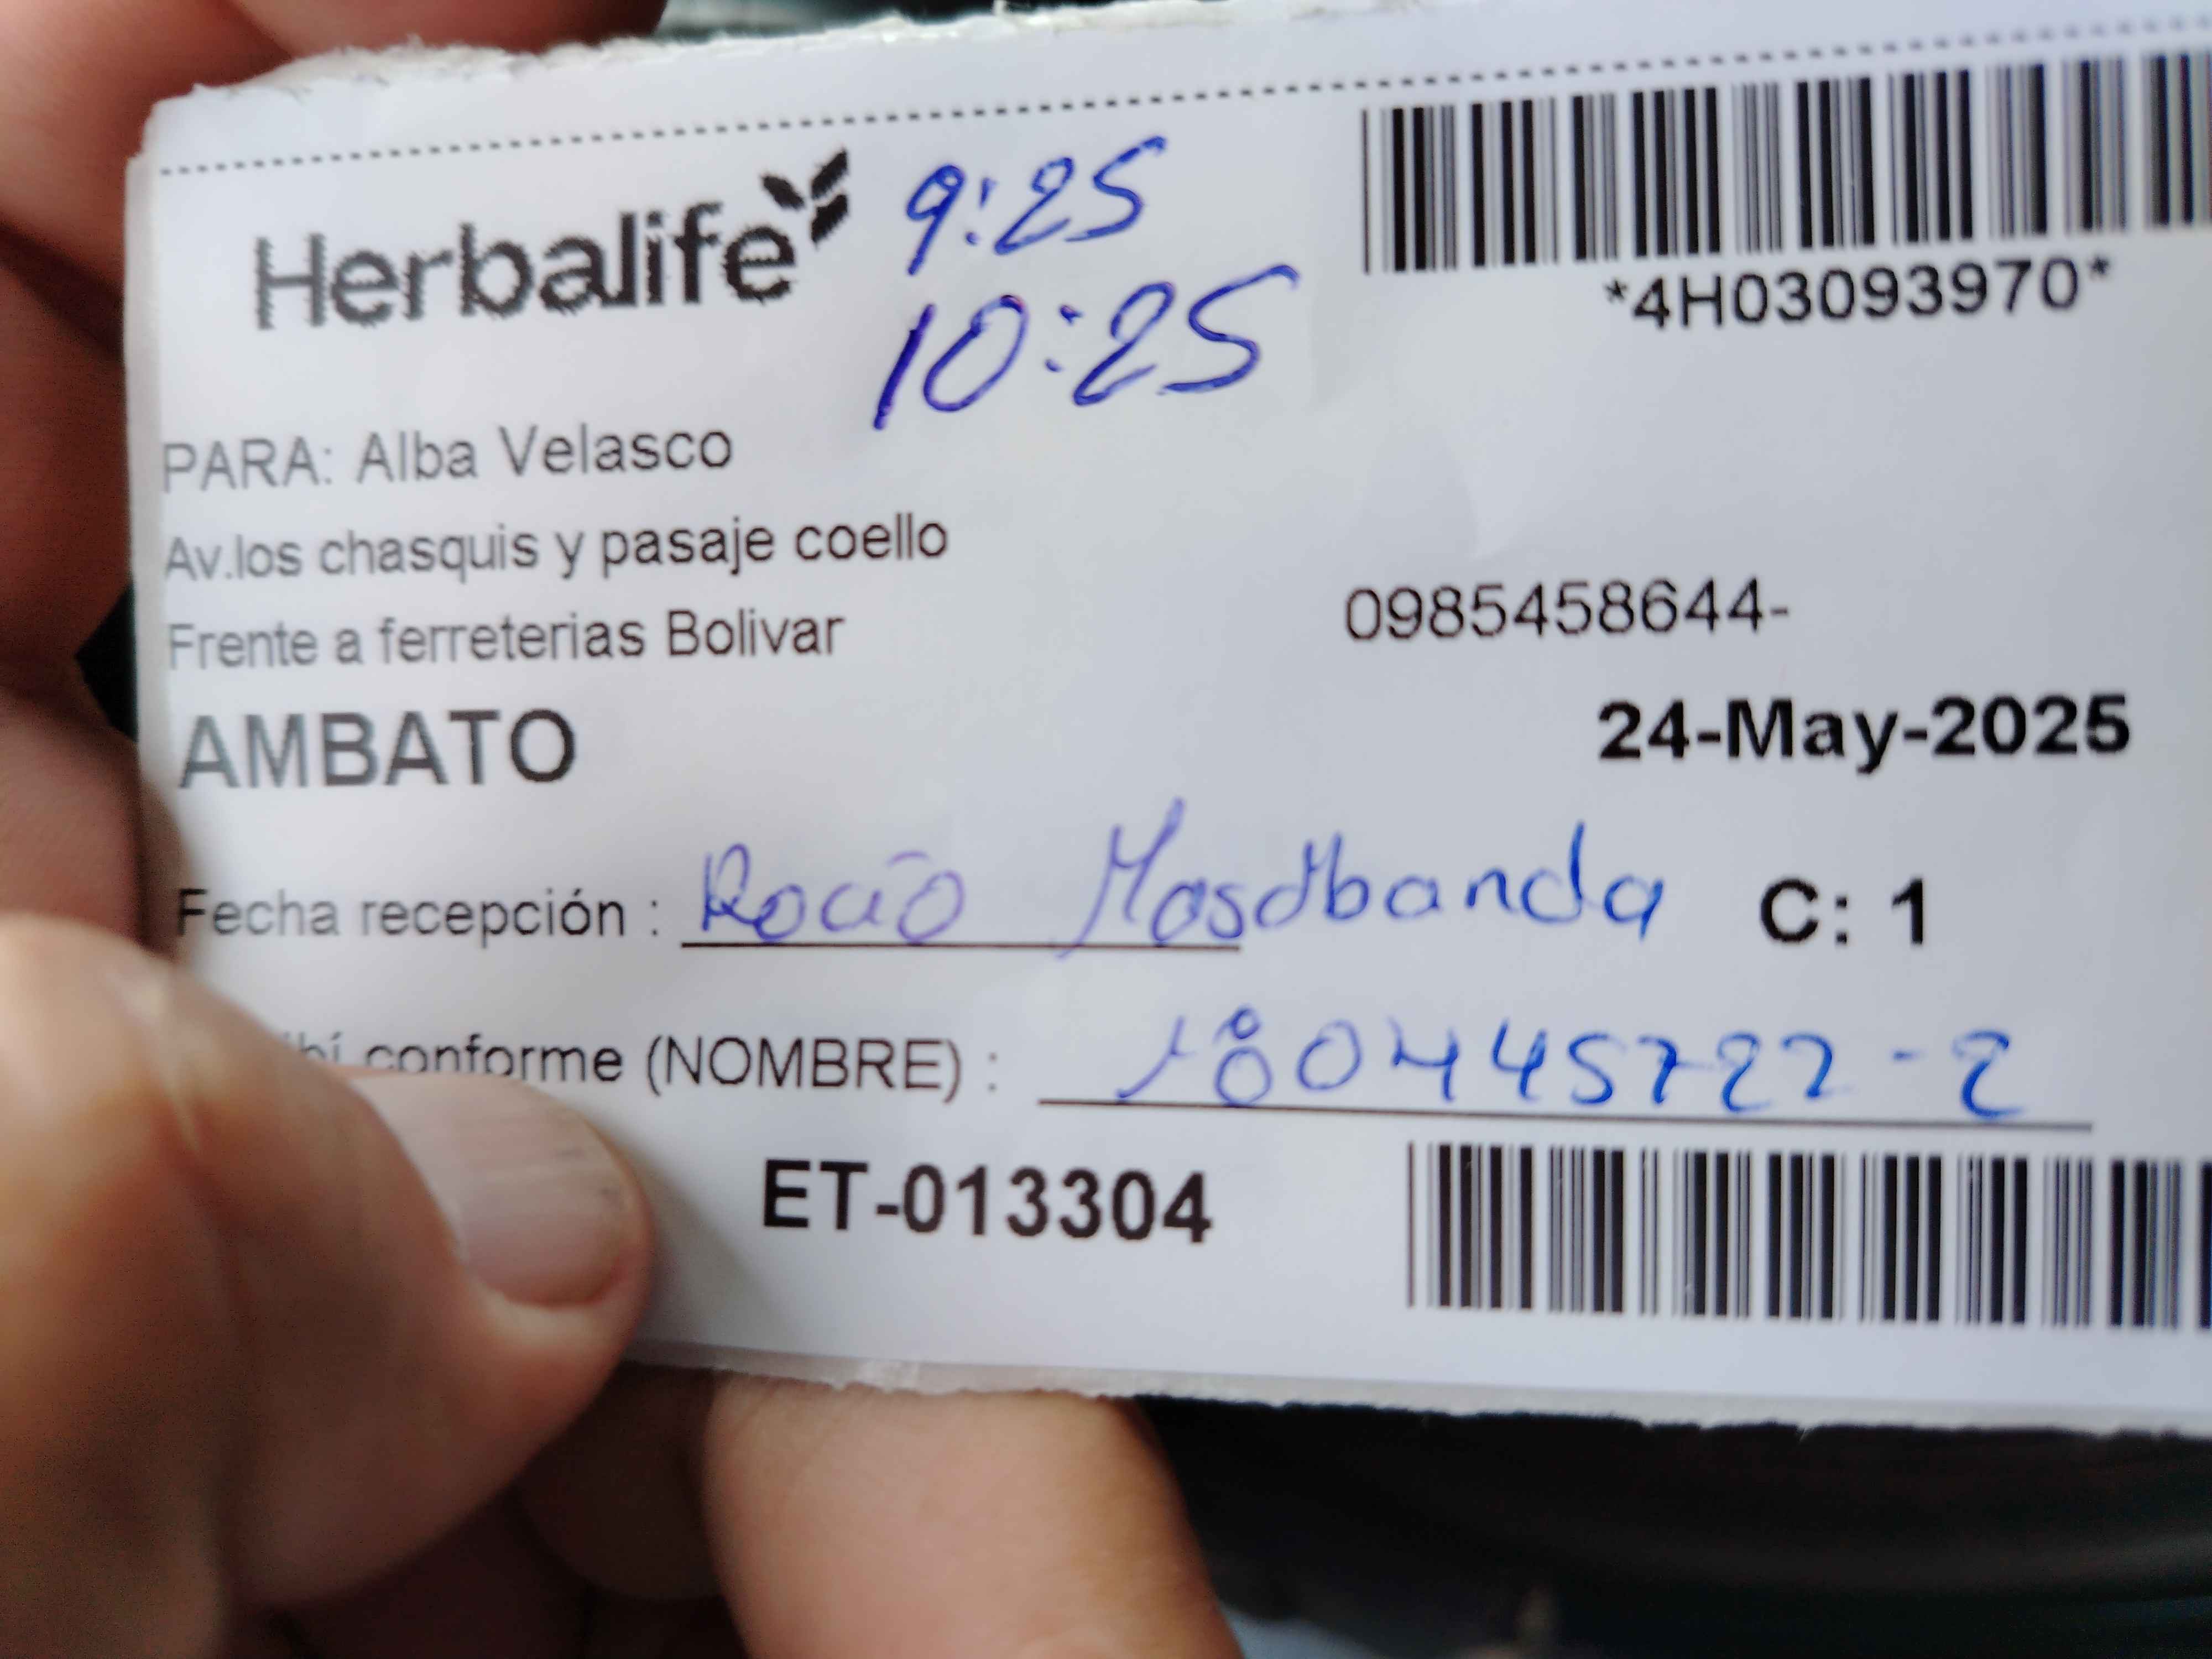 Herbalife
9:25
10:25
*4H03093970*
PARA: Alba Velasco
Av.los chasquis y pasaje coello
Frente a ferreterias Bolivar
0985458644-
AMBATO
24-May-2025
Fecha recepción : Rocío C: 1
conforme (NOMBRE) : 180445722-2
ET-013304